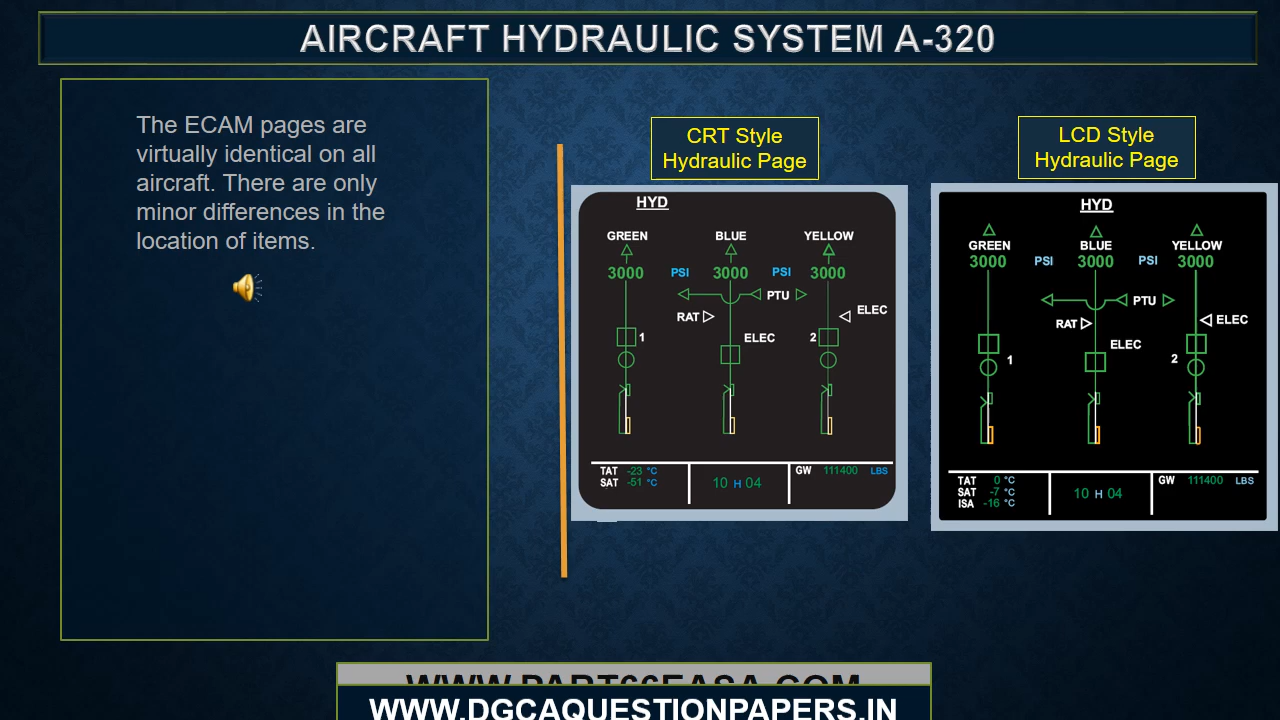 AIRCRAFT HYDRAULIC SYSTEM A-320
The ECAM pages are
virtually identical on all
aircraft. There are only
minor differences in the
location of items.
CRT Style
Hydraulic Page
HYD
GREEN BLUE YELLOW
3000 PSI 3000 PSI 3000
PTU
RAT ELEC
1 ELEC 2
TAT -23 °C
SAT -51 °C
10 H 04
GW 111400 LBS
LCD Style
Hydraulic Page
HYD
GREEN BLUE YELLOW
3000 PSI 3000 PSI 3000
PTU
RAT ELEC
ELEC
1 2
TAT 0 °C
SAT -7 °C
ISA -16 °C
10 H 04
GW 111400 LBS
WWW.PART66EASA.COM
WWW.DGCAQUESTIONPAPERS.IN